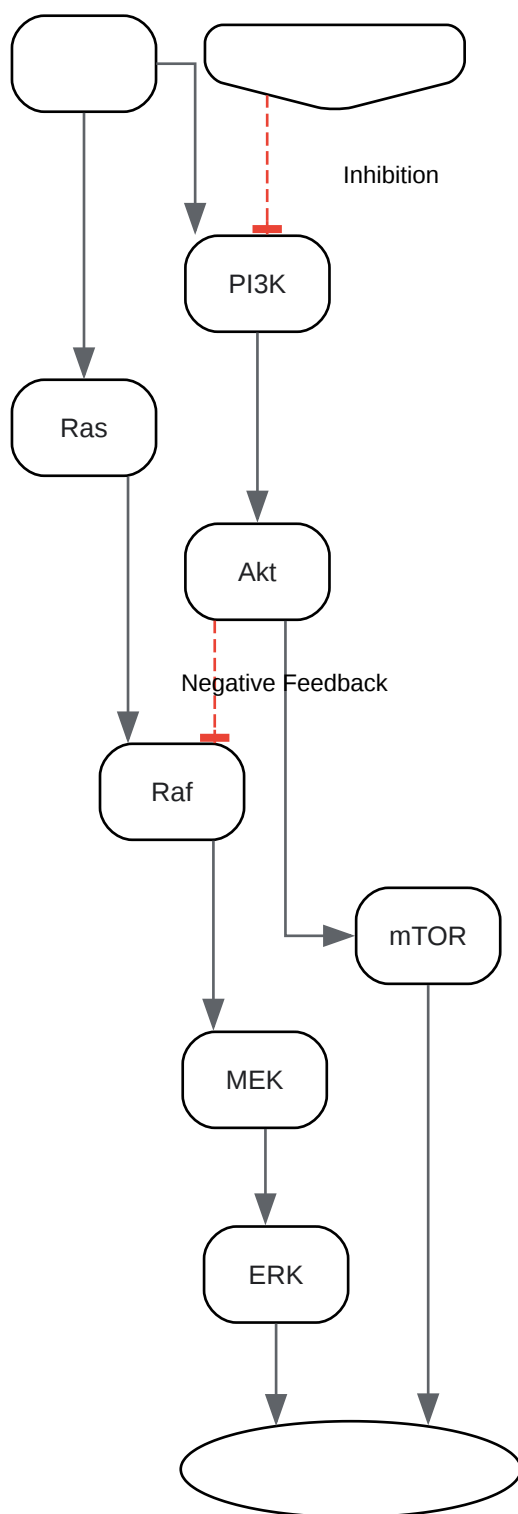 Inhibition
PI3K
Ras
Akt
Negative Feedback
Raf
mTOR
MEK
ERK